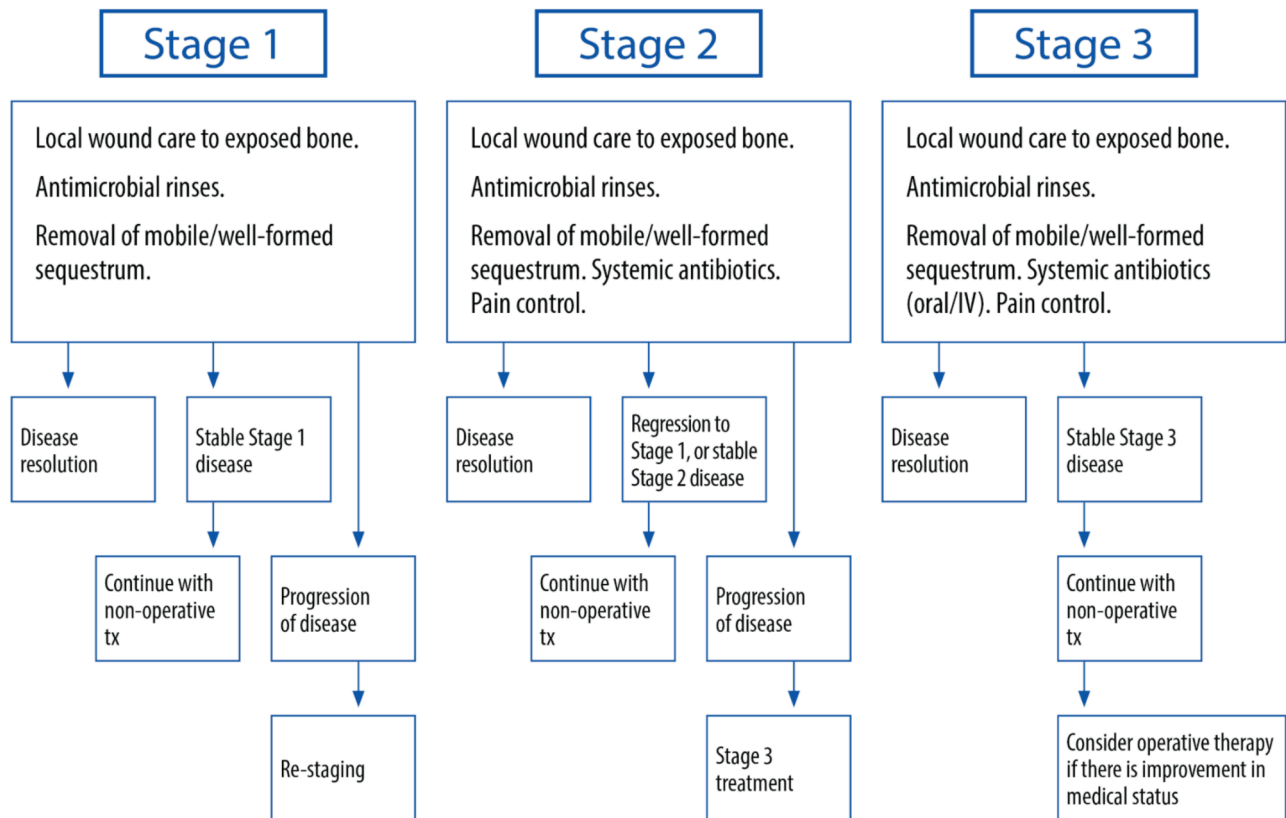 Stage 1
Local wound care to exposed bone.
Antimicrobial rinses.
Removal of mobile/well-formed
sequestrum.
Disease
resolution
Stable Stage 1
disease
Continue with
non-operative
tx
Progression
of disease
Re-staging
Stage 2
Local wound care to exposed bone.
Antimicrobial rinses.
Removal of mobile/well-formed
sequestrum. Systemic antibiotics.
Pain control.
Disease
resolution
Regression to
Stage 1, or stable
Stage 2 disease
Continue with
non-operative
tx
Progression
of disease
Stage 3
treatment
Stage 3
Local wound care to exposed bone.
Antimicrobial rinses.
Removal of mobile/well-formed
sequestrum. Systemic antibiotics
(oral/IV). Pain control.
Disease
resolution
Stable Stage 3
disease
Continue with
non-operative
tx
Consider operative therapy
if there is improvement in
medical status